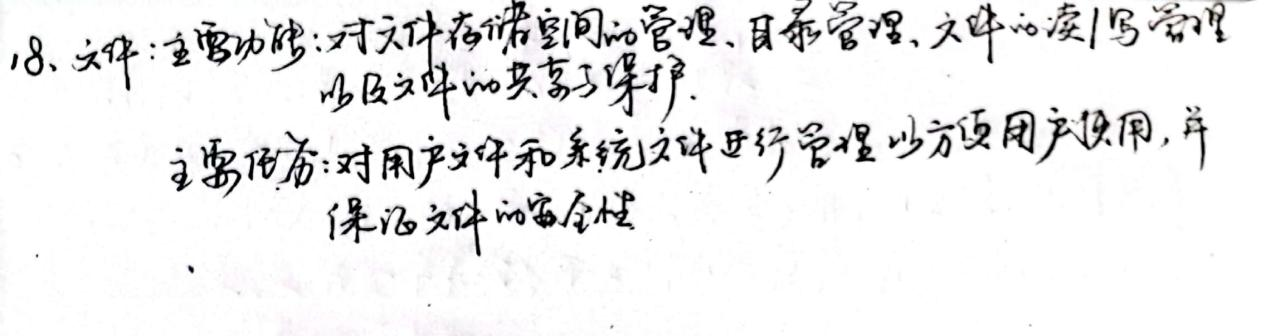 18、文件:主要功能:对文件存储空间的管理、目录管理、文件的读/写管理
以及文件的共享与保护.
主要任务:对用户文件和系统文件进行管理以方便用户使用,并
保证文件的安全性